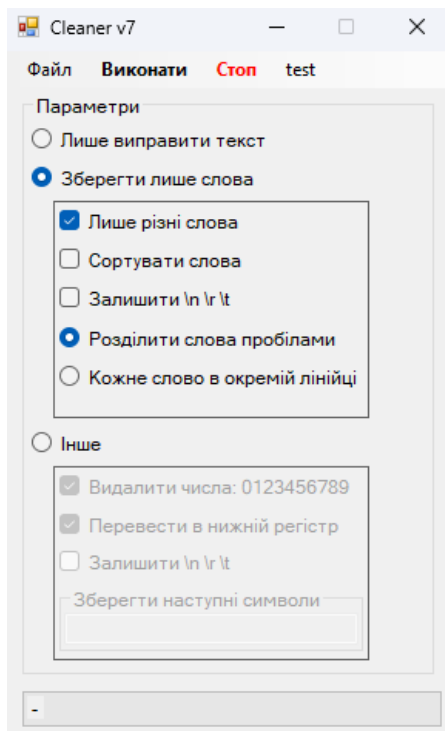 Cleaner v7
Файл Виконати Стоп test
Параметри
Лише виправити текст
Зберегти лише слова
Лише різні слова
Сортувати слова
Залишити \n \r \t
Розділити слова пробілами
Кожне слово в окремій лінійці
Інше
Видалити числа: 0123456789
Перевести в нижній регістр
Залишити \n \r \t
Зберегти наступні символи
-